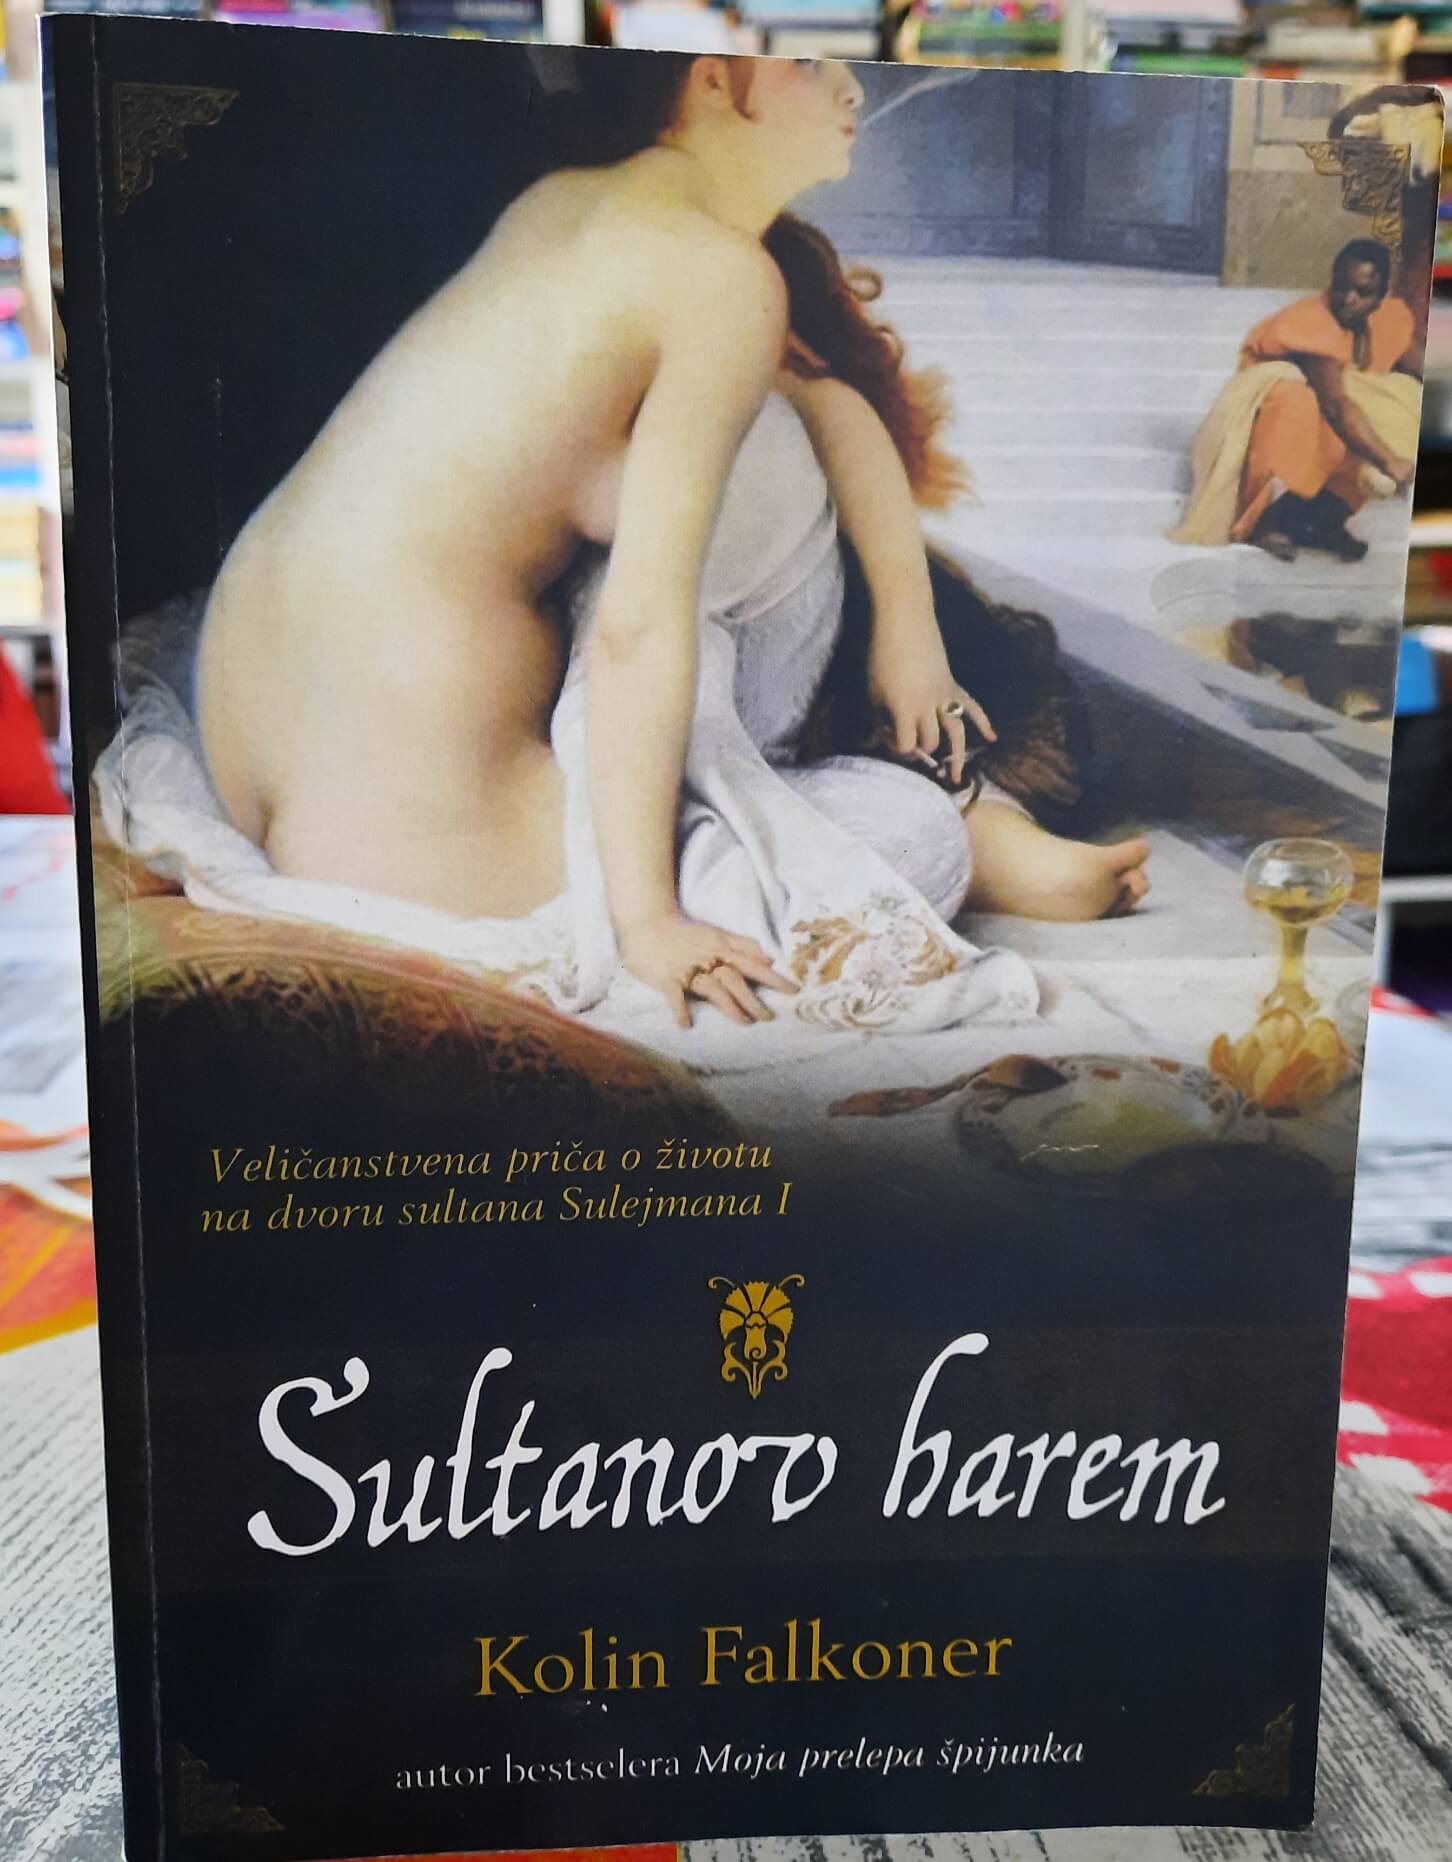 Veličanstvena priča o životu
na dvoru sultana Sulejmana I
Sultanov harem
Kolin Falkoner
autor bestselera Moja prelepa špijunka